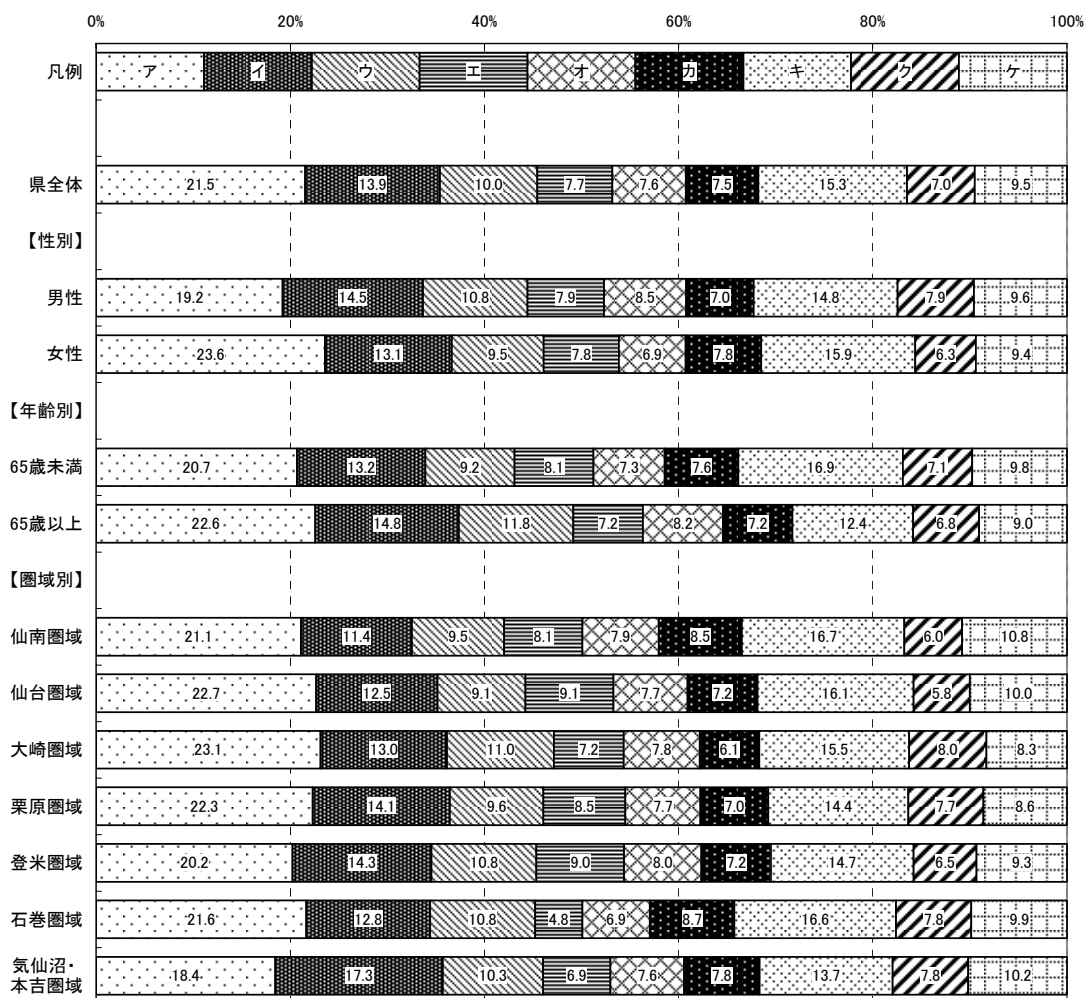 0% 20% 40% 60% 80% 100%
凡例 ア イ ウ エ オ カ キ ク ケ
県全体 21.5 13.9 10.0 7.7 7.6 7.5 15.3 7.0 9.5
【性別】
男性 19.2 14.5 10.8 7.9 8.5 7.0 14.8 7.9 9.6
女性 23.6 13.1 9.5 7.8 6.9 7.8 15.9 6.3 9.4
【年齢別】
65歳未満 20.7 13.2 9.2 8.1 7.3 7.6 16.9 7.1 9.8
65歳以上 22.6 14.8 11.8 7.2 8.2 7.2 12.4 6.8 9.0
【圏域別】
仙南圏域 21.1 11.4 9.5 8.1 7.9 8.5 16.7 6.0 10.8
仙台圏域 22.7 12.5 9.1 9.1 7.7 7.2 16.1 5.8 10.0
大崎圏域 23.1 13.0 11.0 7.2 7.8 6.1 15.5 8.0 8.3
栗原圏域 22.3 14.1 9.6 8.5 7.7 7.0 14.4 7.7 8.6
登米圏域 20.2 14.3 10.8 9.0 8.0 7.2 14.7 6.5 9.3
石巻圏域 21.6 12.8 10.8 4.8 6.9 8.7 16.6 7.8 9.9
気仙沼・
本吉圏域 18.4 17.3 10.3 6.9 7.6 7.8 13.7 7.8 10.2